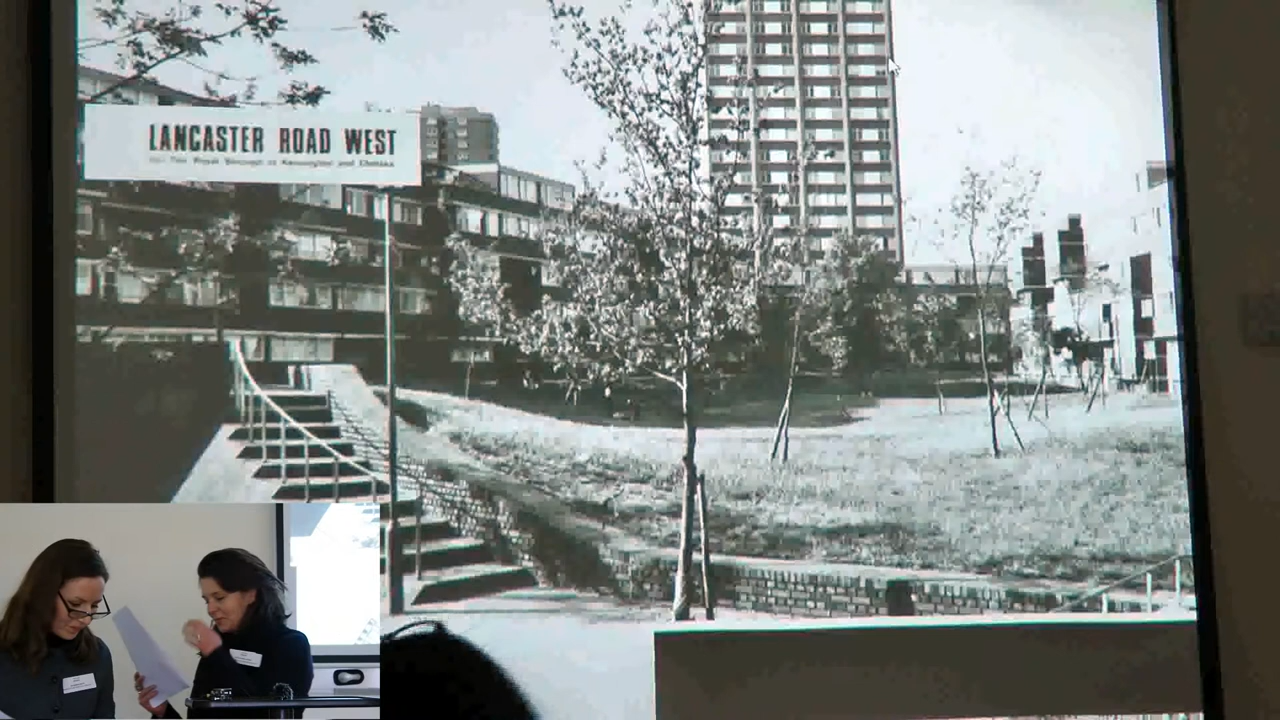 LANCASTER ROAD WEST
The Royal Borough of Kensington and Chelsea